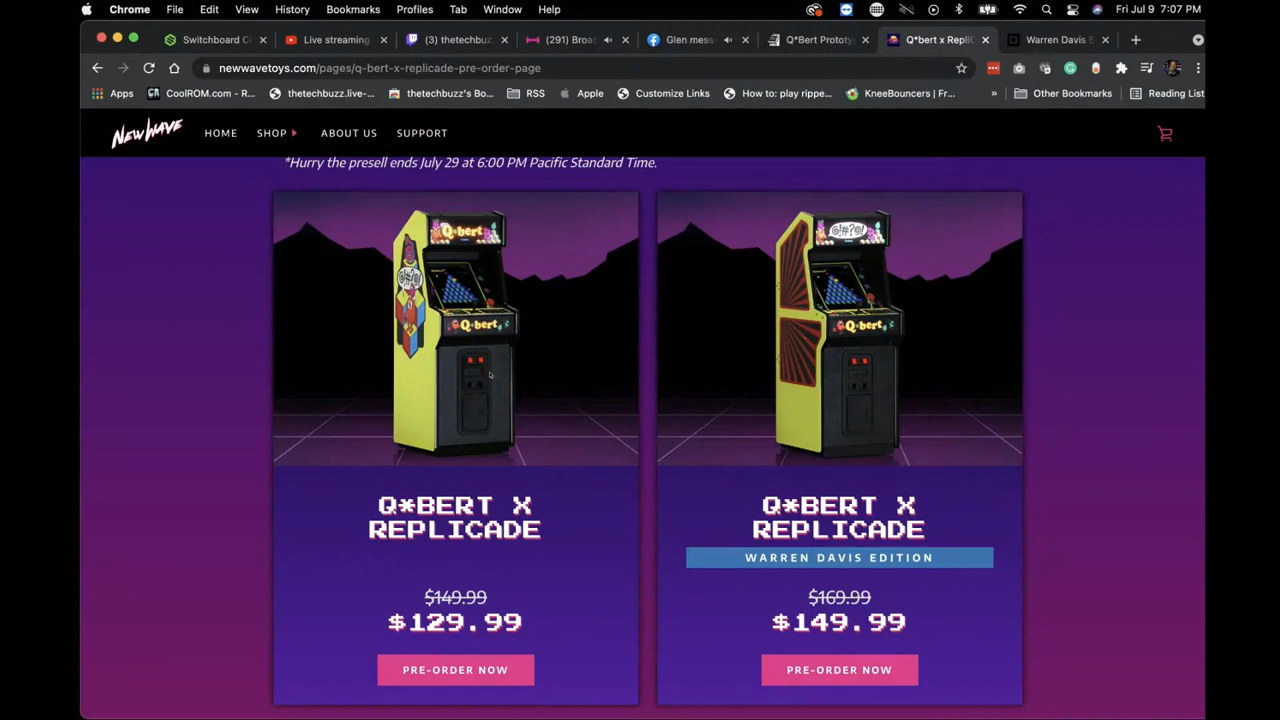 Chrome File Edit View History Bookmarks Profiles Tab Window Help Fri Jul 9 7:07 PM
Switchboard C Live streaming (3) thetechbuzz. (291) Broa Glen mess Q*Bert Prototy Q*bert x Repli Warren Davis S
newwavetoys.com/pages/q-bert-x-replicade-pre-order-page
Apps CoolROM.com - R... thetechbuzz.live-... thetechbuzz's Bo... RSS Apple Customize Links How to: play rippe... KneeBouncers | Fr... » Other Bookmarks Reading List
NEW WAVE HOME SHOP ABOUT US SUPPORT
*Hurry the presell ends July 29 at 6:00 PM Pacific Standard Time.
Q*bert @!#?@!
@!#?@!
Q*bert Q*bert
Q*BERT X
REPLICADE
$149.99
$129.99
PRE-ORDER NOW
Q*BERT X
REPLICADE
WARREN DAVIS EDITION
$169.99
$149.99
PRE-ORDER NOW